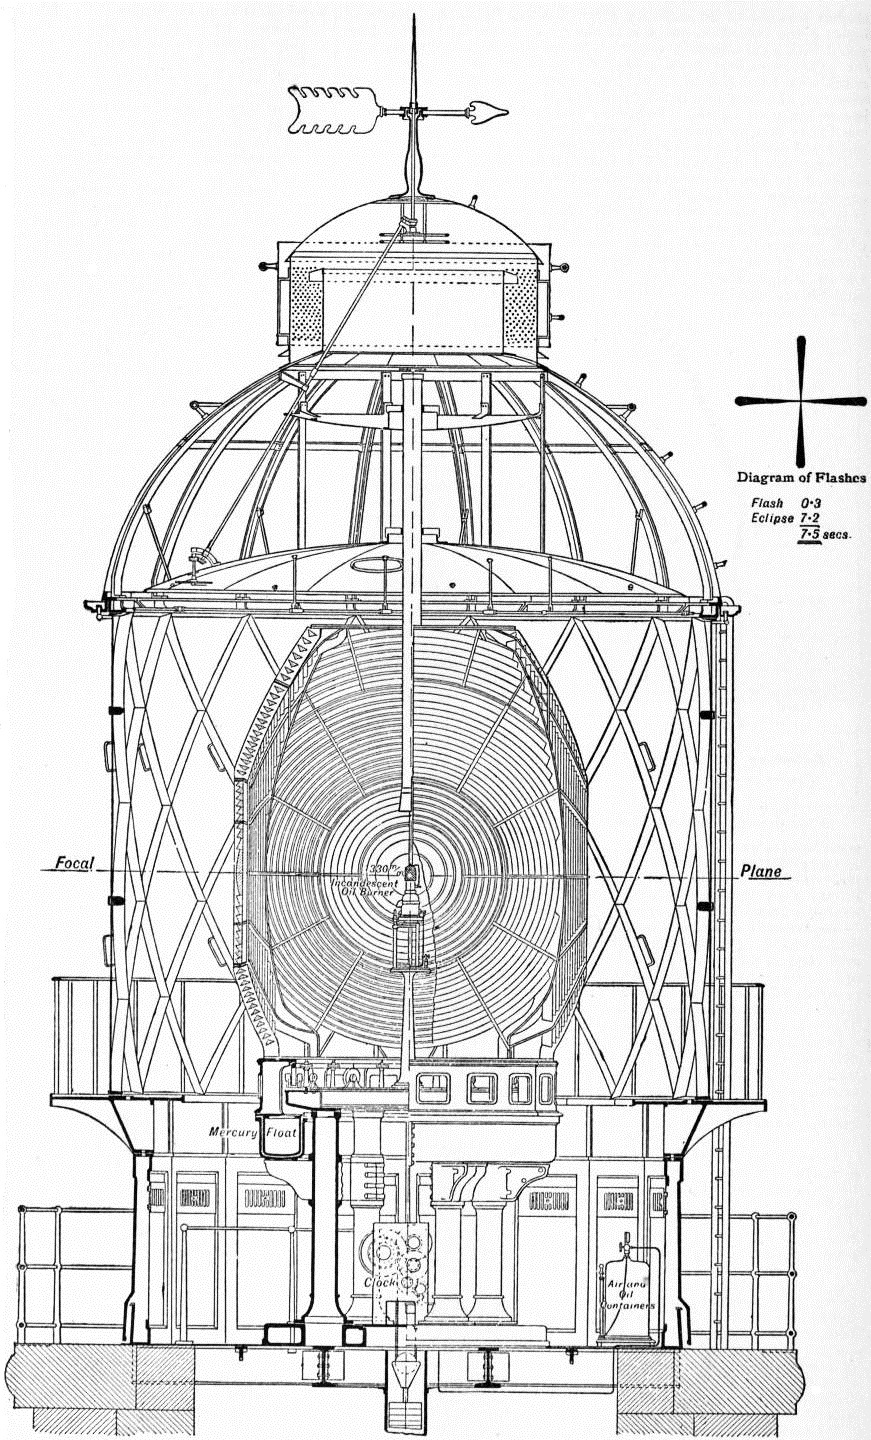 Diagram of Flashes
Flash 0·3
Eclipse 7·2
7·5 secs.
Focal
Plane
330 m/m
Incandescent
Oil Burner
Mercury Float
Air and
Oil
Containers